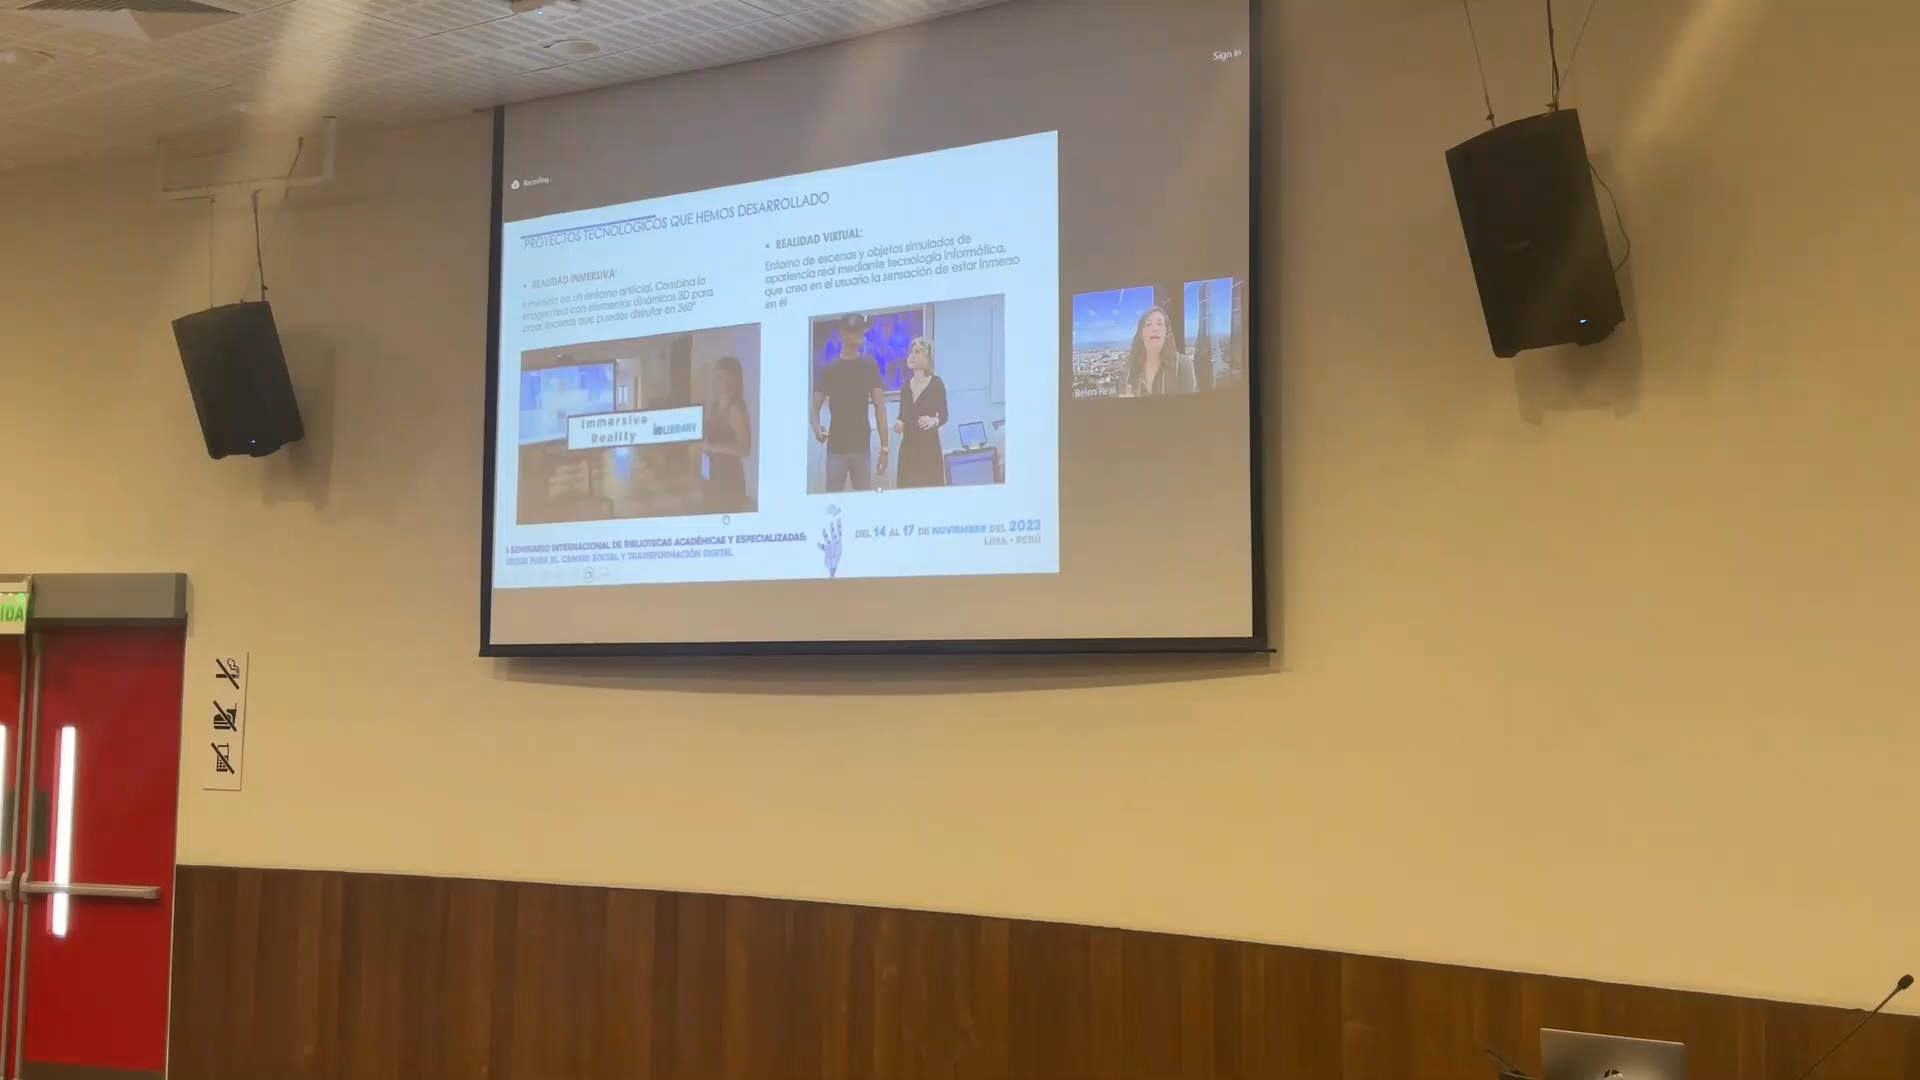 Sign in
Recording...
PROYECTOS TECNOLOGICOS QUE HEMOS DESARROLLADO
• REALIDAD INMERSIVA:
Inmersión en un entorno artificial. Combina la
imagen real con elementos dinámicos 3D para
crear escenas que puedes disfrutar en 360º
• REALIDAD VIRTUAL:
Entorno de escenas y objetos simulados de
apariencia real mediante tecnología informática,
que crea en el usuario la sensación de estar inmerso
en él
Immersive
Reality
ie LIBRARY
Belen Real
I SEMINARIO INTERNACIONAL DE BIBLIOTECAS ACADÉMICAS Y ESPECIALIZADAS:
PARA EL CAMBIO SOCIAL Y TRANSFORMACIÓN DIGITAL
DEL 14 AL 17 DE NOVIEMBRE DEL 2023
LIMA - PERÚ
IDA